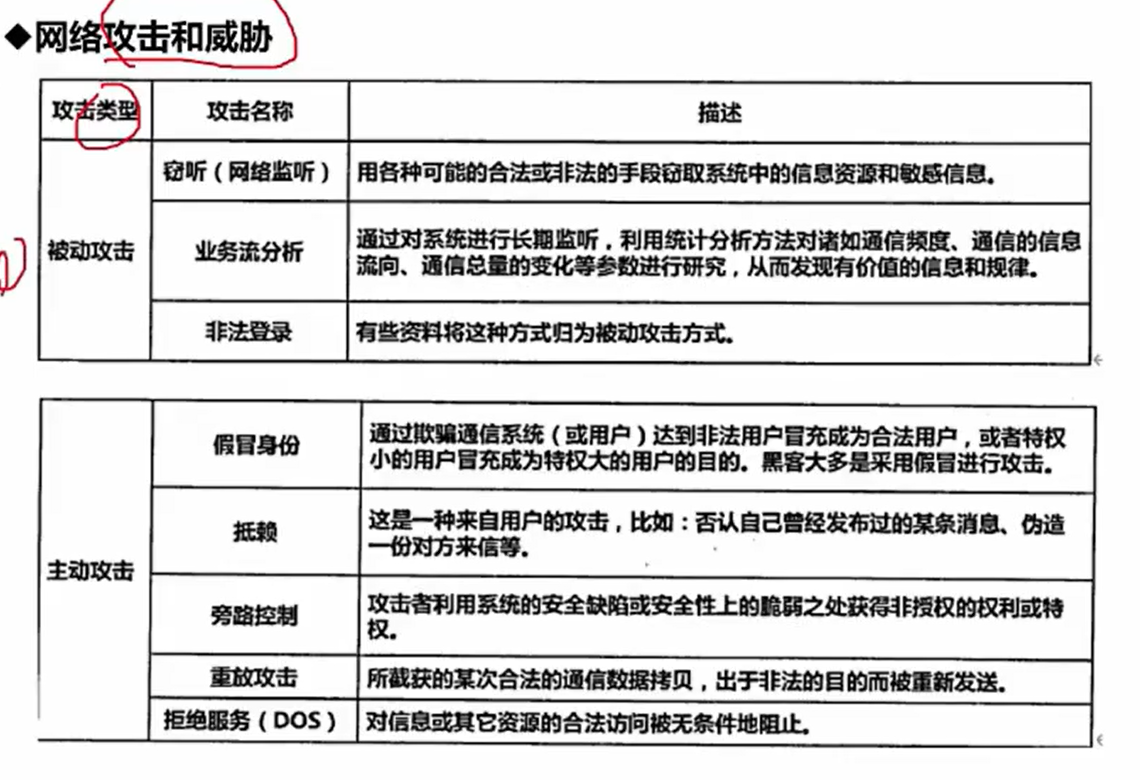 ◆网络攻击和威胁
攻击类型 攻击名称 描述
窃听（网络监听） 用各种可能的合法或非法的手段窃取系统中的信息资源和敏感信息。
被动攻击 业务流分析 通过对系统进行长期监听，利用统计分析方法对诸如通信频度、通信的信息
流向、通信总量的变化等参数进行研究，从而发现有价值的信息和规律。
非法登录 有些资料将这种方式归为被动攻击方式。
假冒身份 通过欺骗通信系统（或用户）达到非法用户冒充成为合法用户，或者特权
小的用户冒充成为特权大的用户的目的。黑客大多是采用假冒进行攻击。
抵赖 这是一种来自用户的攻击，比如：否认自己曾经发布过的某条消息、伪造
一份对方来信等。
主动攻击
旁路控制 攻击者利用系统的安全缺陷或安全性上的脆弱之处获得非授权的权利或特
权。
重放攻击 所截获的某次合法的通信数据拷贝，出于非法的目的而被重新发送。
拒绝服务（DOS） 对信息或其它资源的合法访问被无条件地阻止。